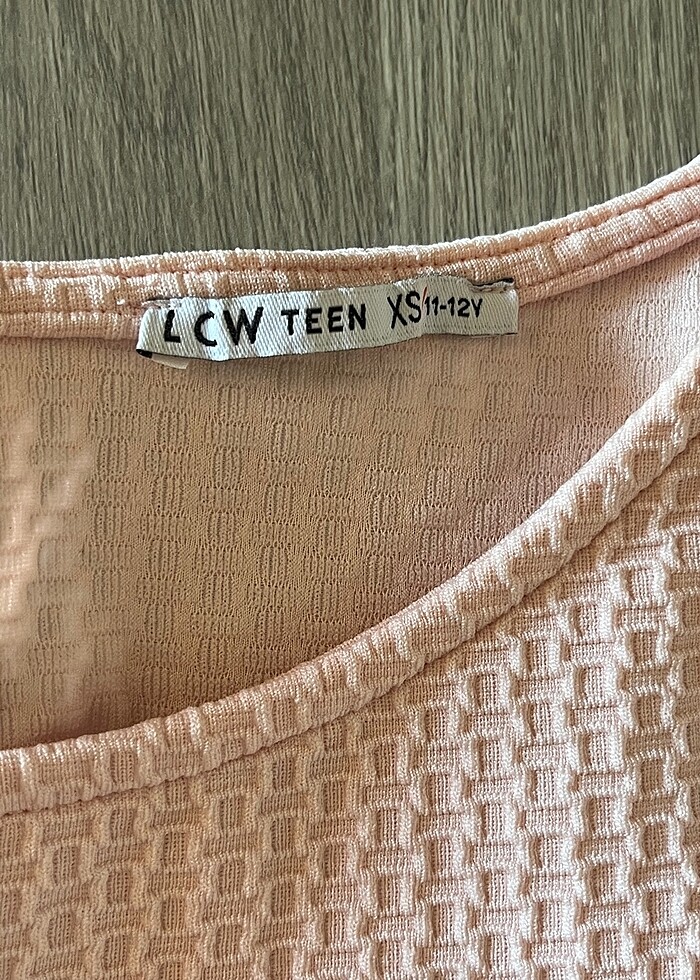 LCW TEEN XS 11-12Y